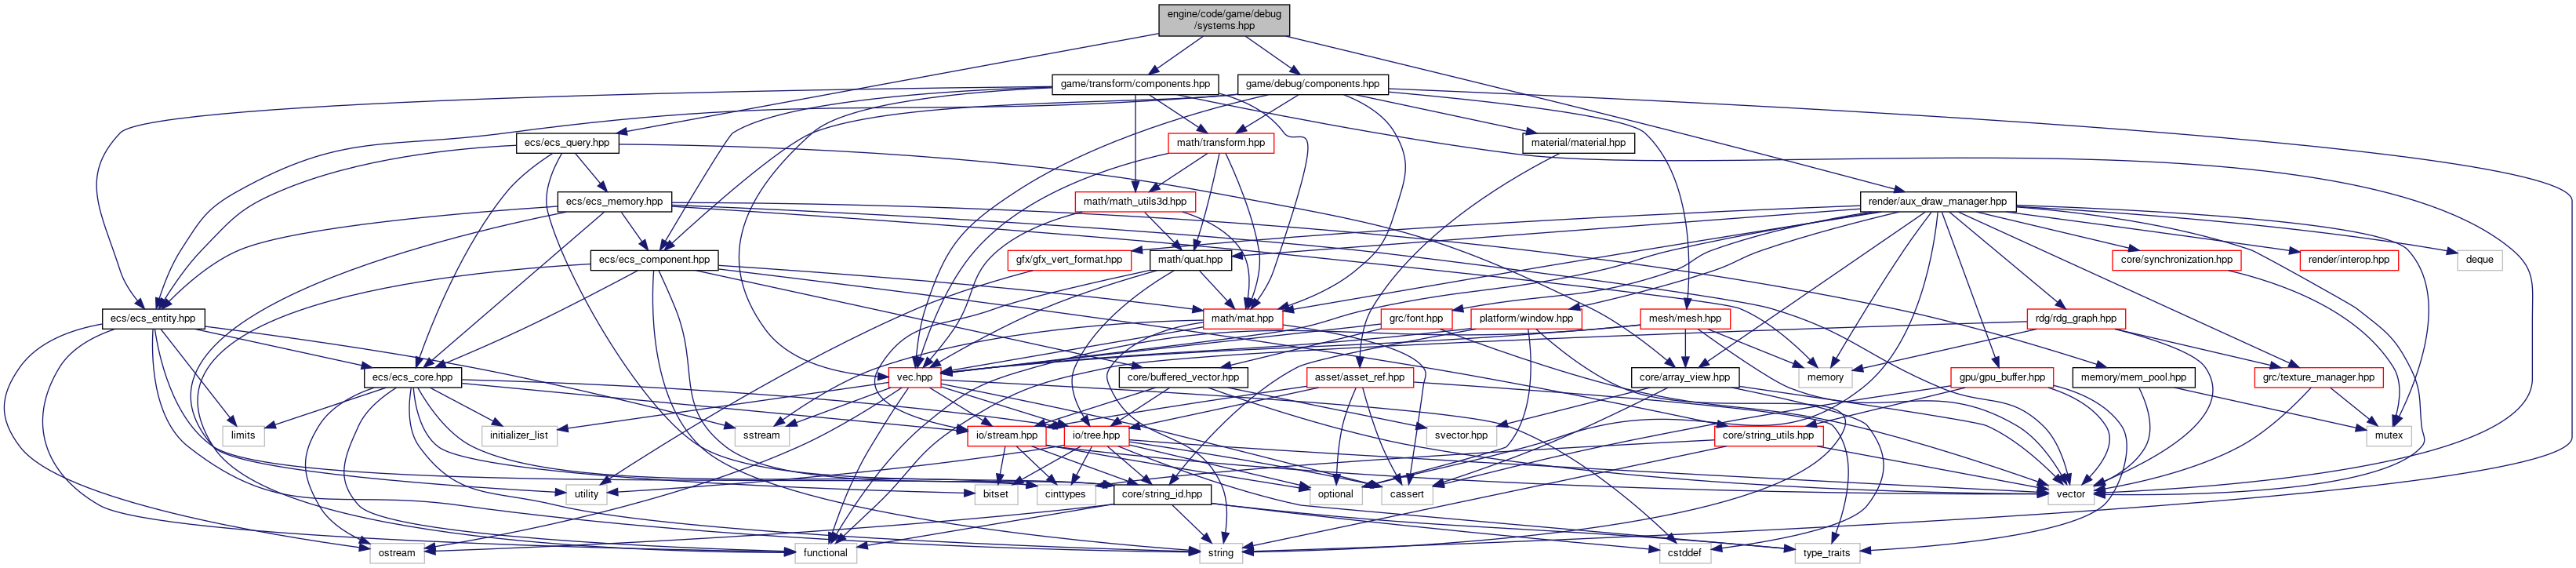 engine/code/game/debug
/systems.hpp
game/transform/components.hpp
game/debug/components.hpp
ecs/ecs_query.hpp
math/transform.hpp
material/material.hpp
ecs/ecs_memory.hpp
math/math_utils3d.hpp
render/aux_draw_manager.hpp
ecs/ecs_component.hpp
gfx/gfx_vert_format.hpp
math/quat.hpp
core/synchronization.hpp
render/interop.hpp
deque
ecs/ecs_entity.hpp
math/mat.hpp
grc/font.hpp
platform/window.hpp
mesh/mesh.hpp
rdg/rdg_graph.hpp
ecs/ecs_core.hpp
vec.hpp
core/buffered_vector.hpp
asset/asset_ref.hpp
core/array_view.hpp
memory
gpu/gpu_buffer.hpp
memory/mem_pool.hpp
grc/texture_manager.hpp
limits
initializer_list
sstream
io/stream.hpp
io/tree.hpp
svector.hpp
core/string_utils.hpp
mutex
utility
bitset
cinttypes
core/string_id.hpp
optional
cassert
vector
ostream
functional
string
cstddef
type_traits